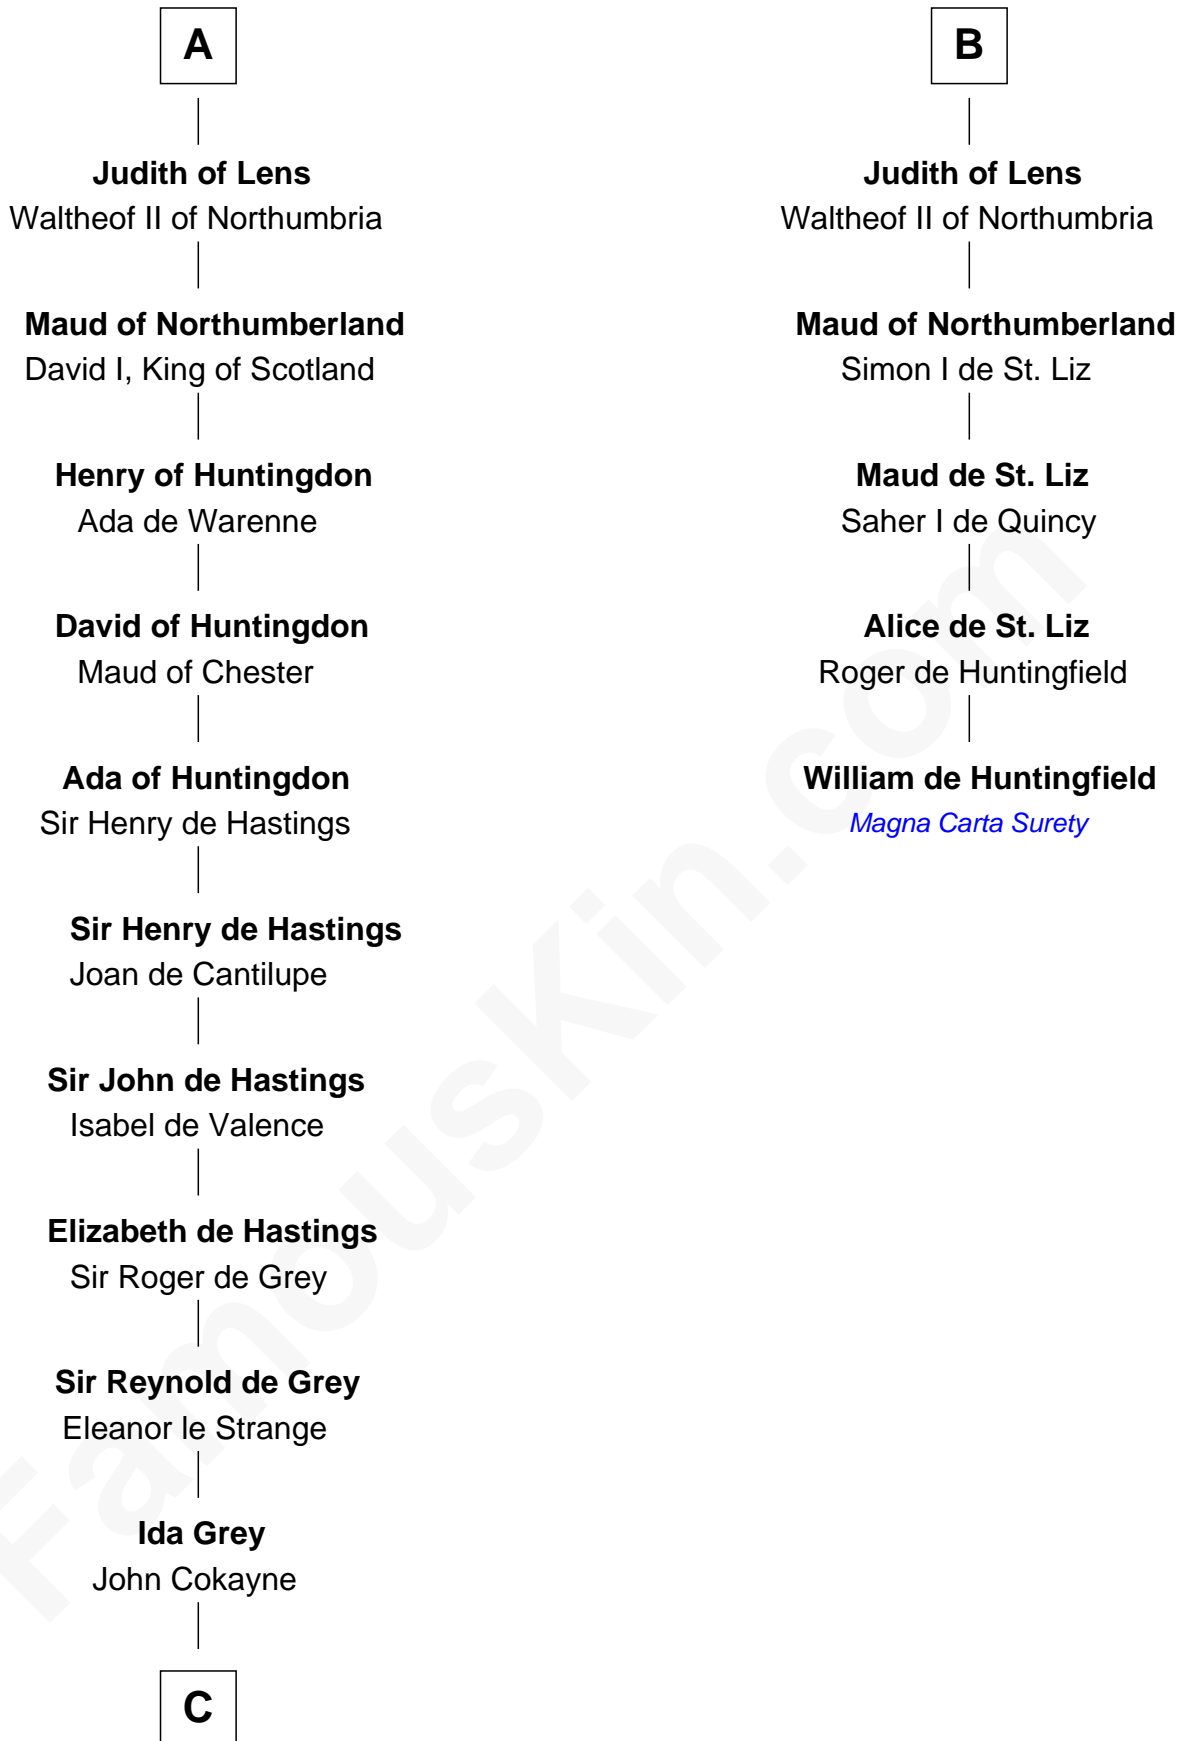 A
Judith of Lens
Waltheof II of Northumbria
Maud of Northumberland
David I, King of Scotland
Henry of Huntingdon
Ada de Warenne
David of Huntingdon
Maud of Chester
Ada of Huntingdon
Sir Henry de Hastings
Sir Henry de Hastings
Joan de Cantilupe
Sir John de Hastings
Isabel de Valence
Elizabeth de Hastings
Sir Roger de Grey
Sir Reynold de Grey
Eleanor le Strange
Ida Grey
John Cokayne
C
B
Judith of Lens
Waltheof II of Northumbria
Maud of Northumberland
Simon I de St. Liz
Maud de St. Liz
Saher I de Quincy
Alice de St. Liz
Roger de Huntingfield
William de Huntingfield
Magna Carta Surety
FamousKin.com